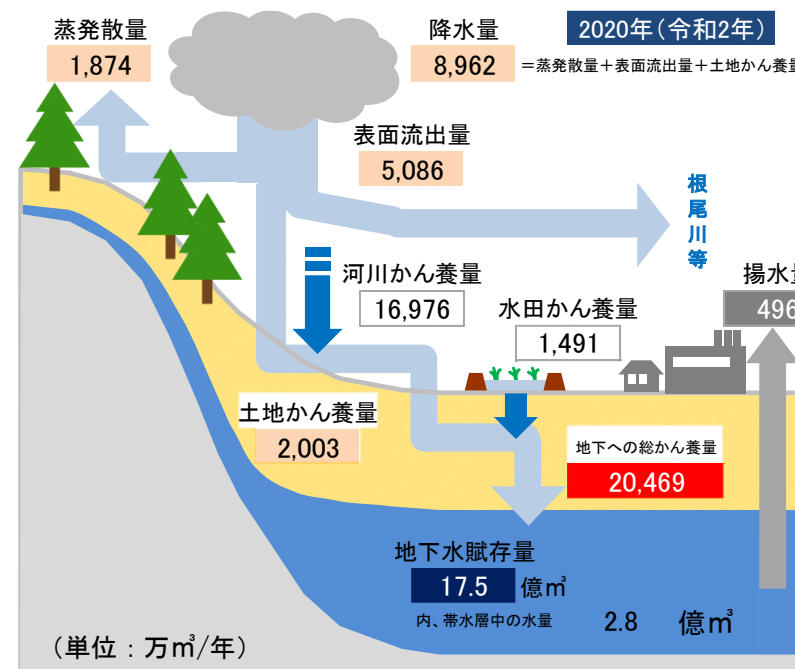 2020年(令和2年)
蒸発散量
1,874
降水量
8,962
=蒸発散量+表面流出量+土地かん養量
表面流出量
5,086
根尾川等
河川かん養量
16,976
水田かん養量
1,491
揚水量
496
土地かん養量
2,003
地下への総かん養量
20,469
地下水賦存量
17.5 億㎥
内、帯水層中の水量 2.8 億㎥
(単位:万㎥/年)